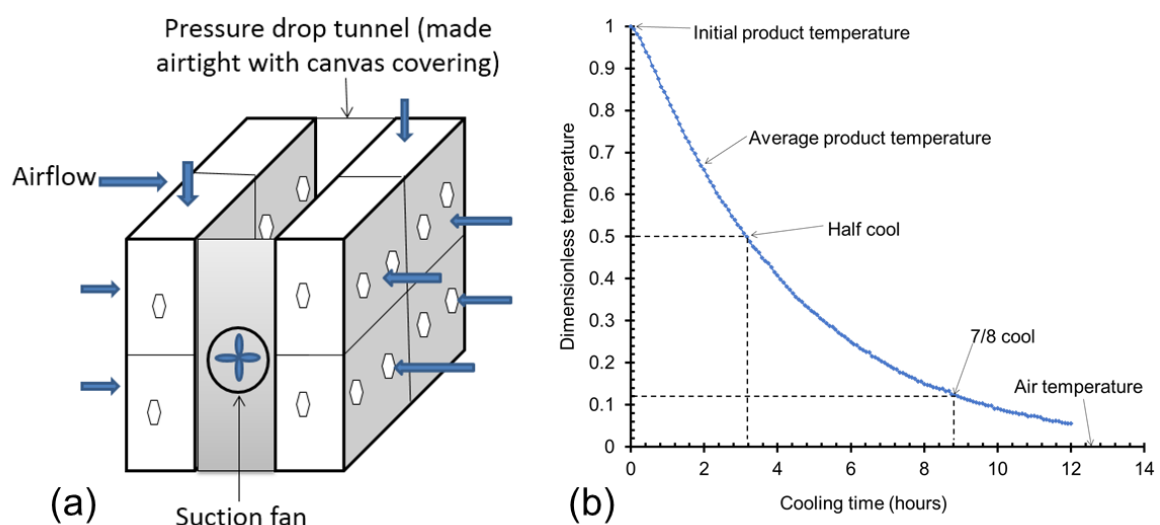 Pressure drop tunnel (made
airtight with canvas covering)
Airflow
(a)
Suction fan
Dimensionless temperature
1
0.9
0.8
0.7
0.6
0.5
0.4
0.3
0.2
0.1
0
Initial product temperature
Average product temperature
Half cool
7/8 cool
Air temperature
0 2 4 6 8 10 12 14
(b)
Cooling time (hours)